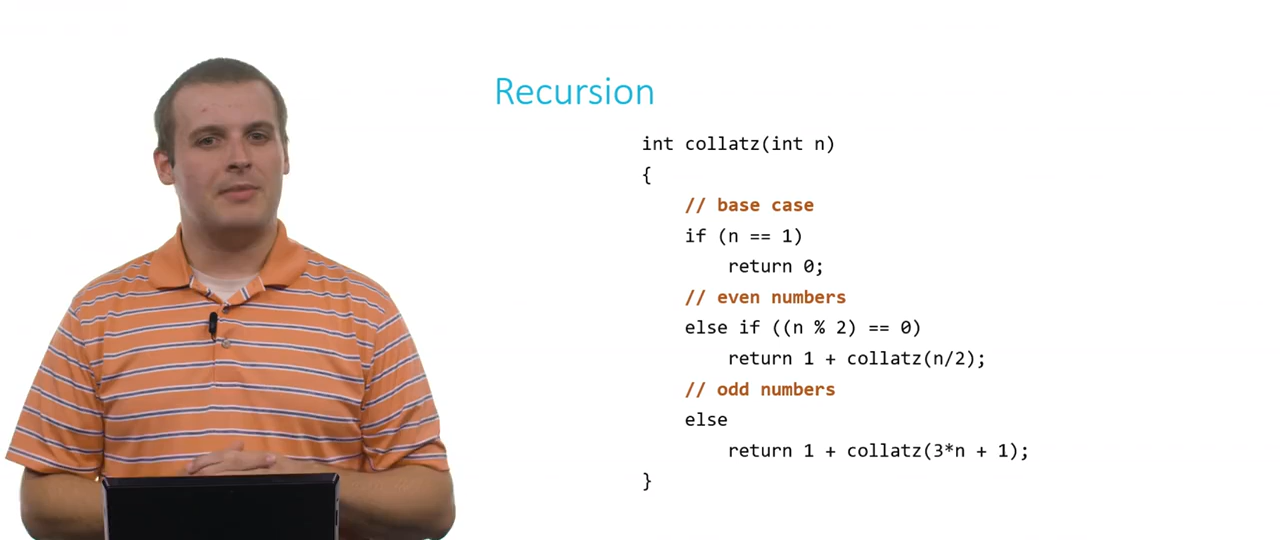 Recursion
int collatz(int n)
{
// base case
if (n == 1)
return 0;
// even numbers
else if ((n % 2) == 0)
return 1 + collatz(n/2);
// odd numbers
else
return 1 + collatz(3*n + 1);
}